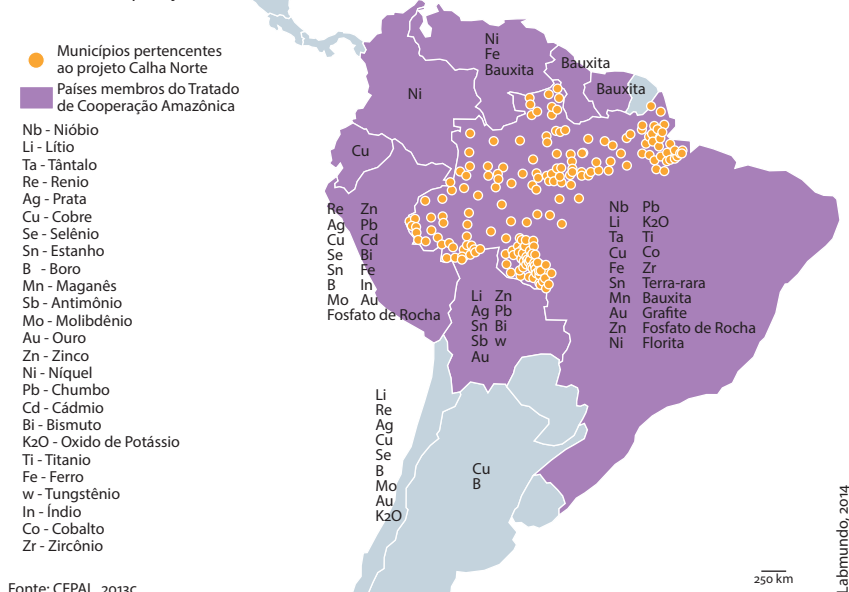 Municípios pertencentes
ao projeto Calha Norte
Países membros do Tratado
de Cooperação Amazônica
Nb - Nióbio
Li - Lítio
Ta - Tântalo
Re - Renio
Ag - Prata
Cu - Cobre
Se - Selênio
Sn - Estanho
B - Boro
Mn - Maganês
Sb - Antimônio
Mo - Molibdênio
Au - Ouro
Zn - Zinco
Ni - Níquel
Pb - Chumbo
Cd - Cádmio
Bi - Bismuto
K2O - Oxido de Potássio
Ti - Titanio
Fe - Ferro
w - Tungstênio
In - Índio
Co - Cobalto
Zr - Zircônio
Fonte: CEPAL, 2013c
Ni
Fe
Bauxita
Bauxita
Bauxita
Ni
Cu
Re Zn
Ag Pb
Cu Cd
Se Bi
Sn Fe
B In
Mo Au
Fosfato de Rocha
Nb Pb
Li K2O
Ta Ti
Cu Co
Fe Zr
Sn Terra-rara
Mn Bauxita
Au Grafite
Zn Fosfato de Rocha
Ni Florita
Li Zn
Ag Pb
Sn Bi
Sb w
Au
Li
Re
Ag
Cu
Se
B
Mo
Au
K2O
Cu
B
250 km
Labmundo, 2014